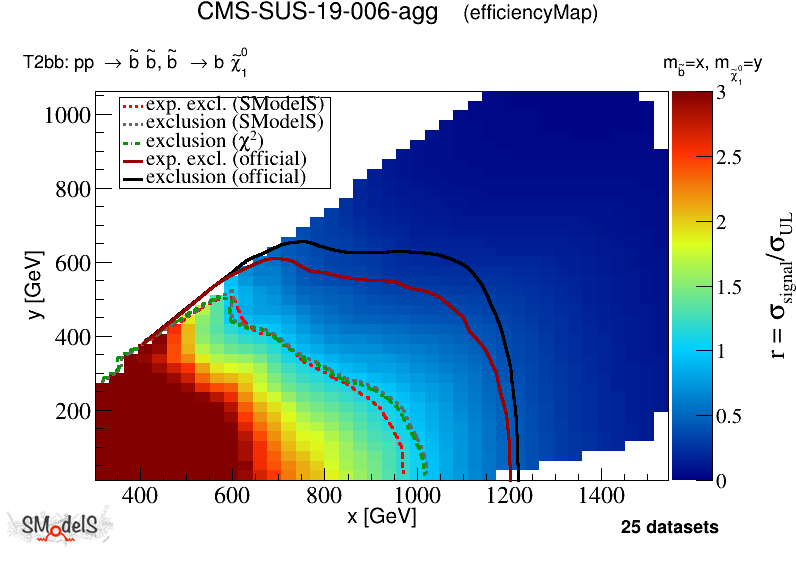 CMS-SUS-19-006-agg (efficiencyMap)
T2bb: pp → b̃ b̃, b̃ → b χ̃₁⁰
m_b̃=x, m_χ̃₁⁰=y
exp. excl. (SModelS)
exclusion (SModelS)
exclusion (χ²)
exp. excl. (official)
exclusion (official)
1000
800
600
400
200
y [GeV]
400 600 800 1000 1200 1400
x [GeV]
3
2.5
2
1.5
1
0.5
0
r = σ_signal/σ_UL
SModelS
25 datasets